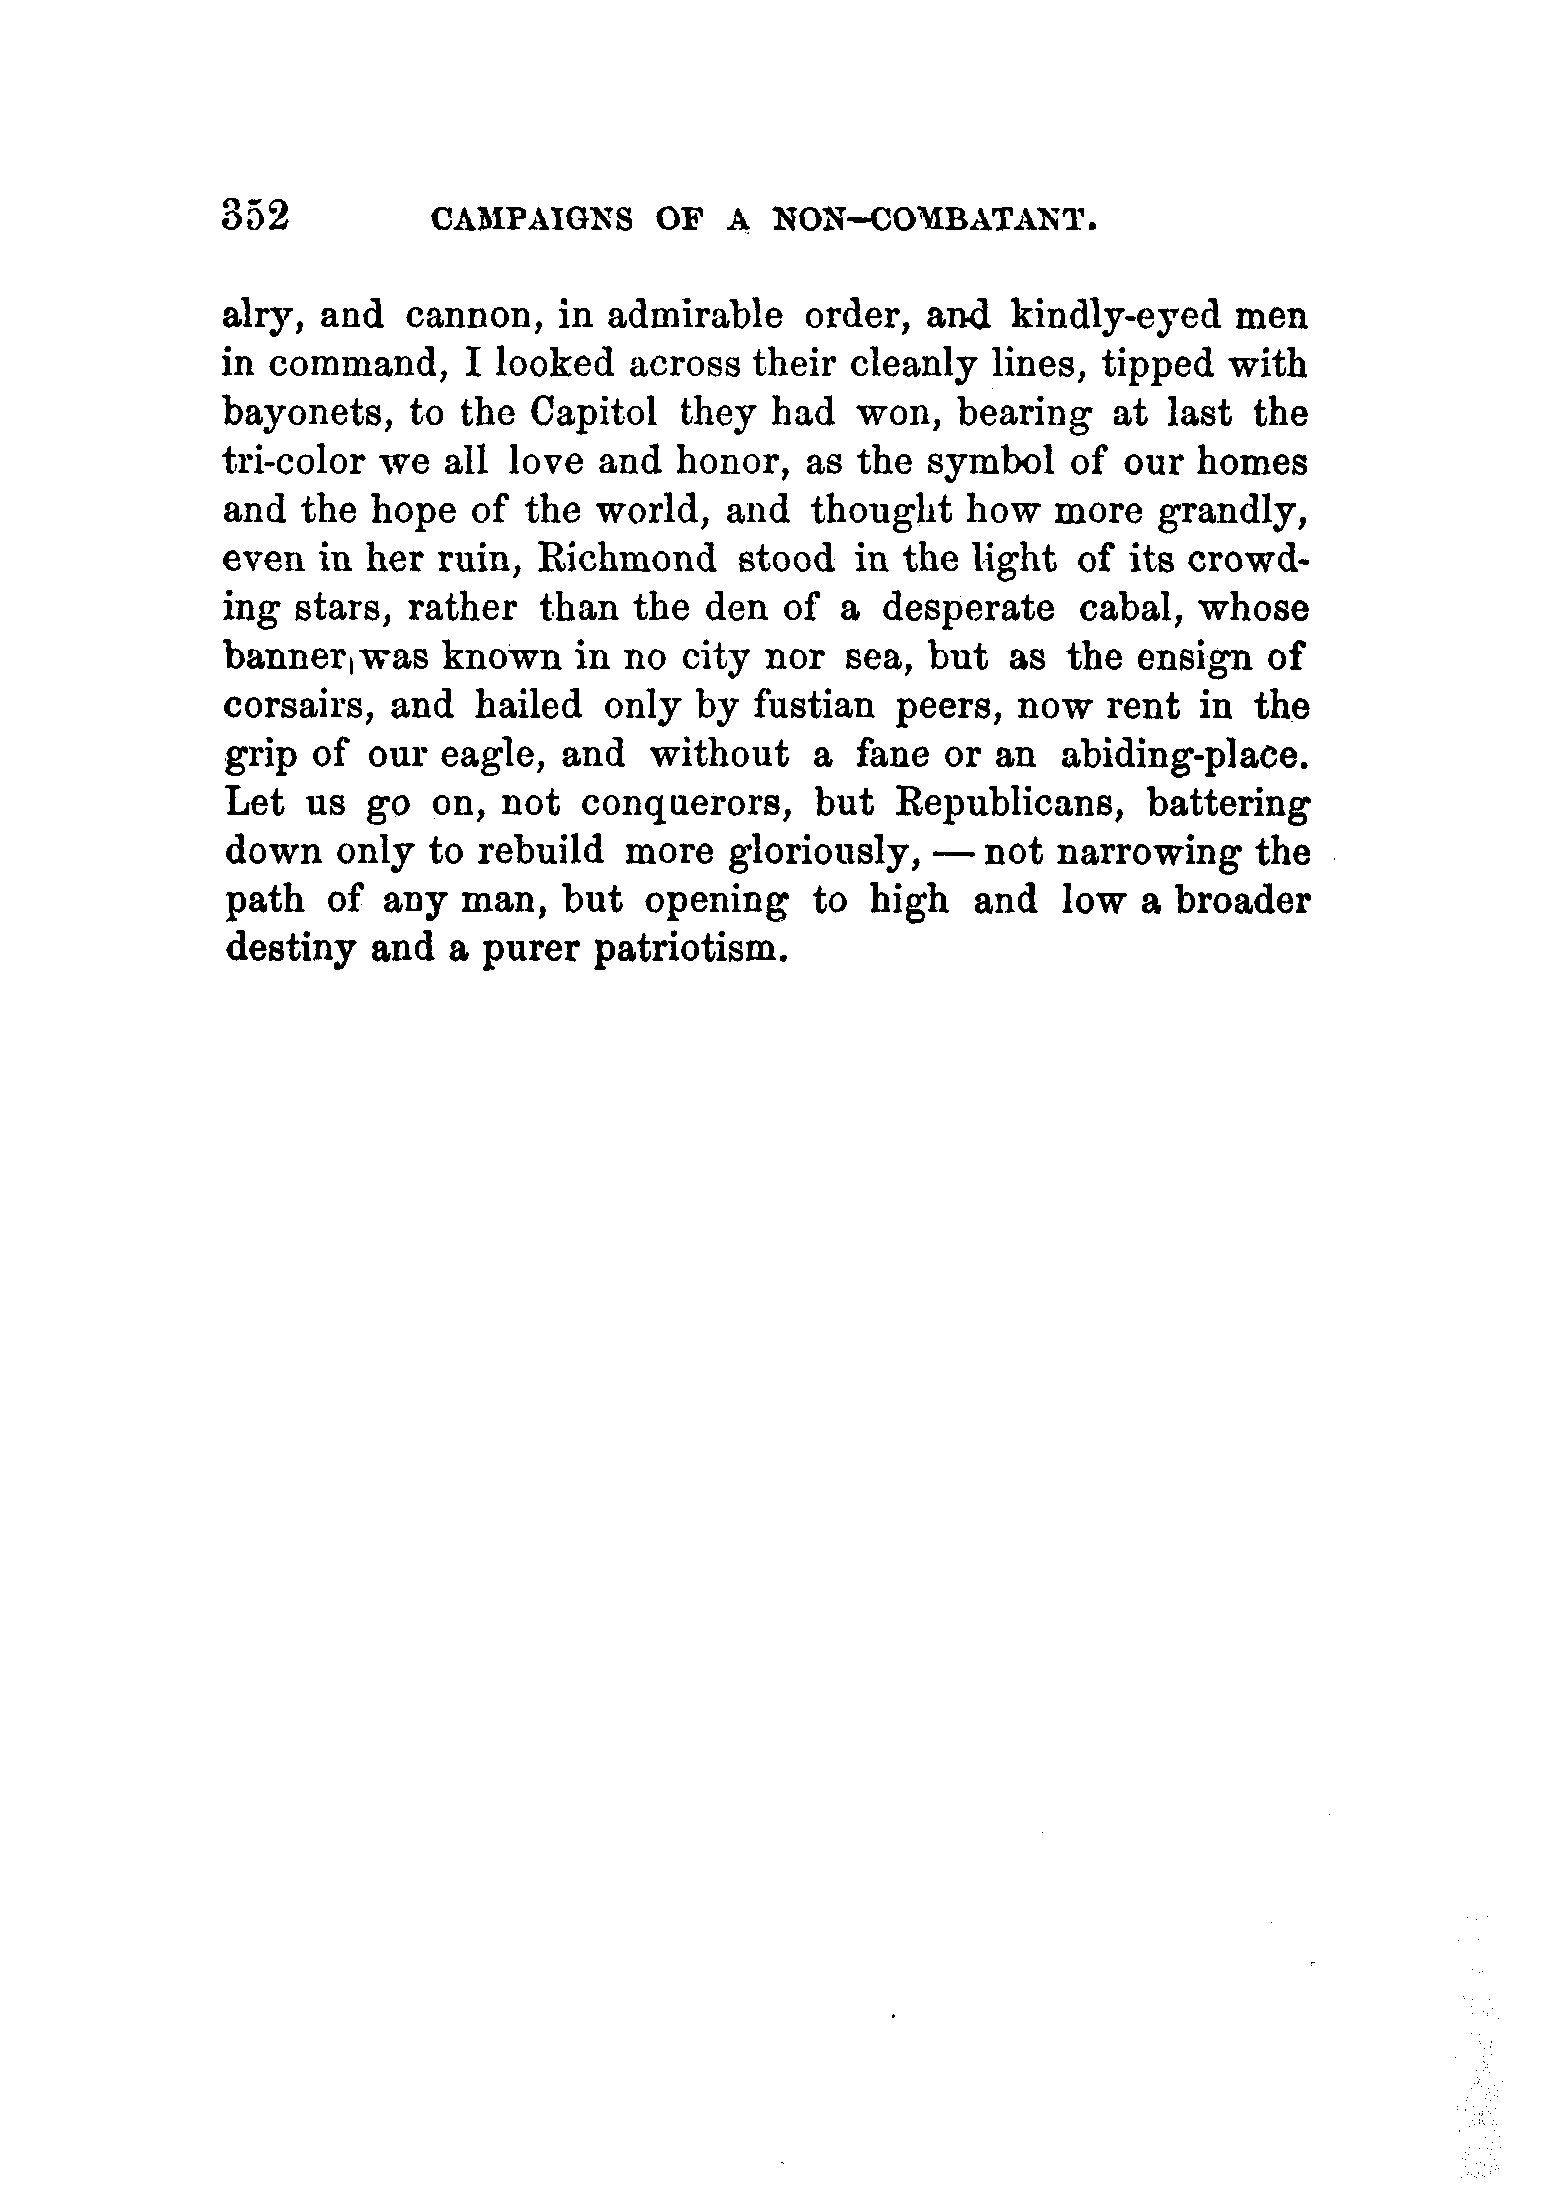 352 CAMPAIGNS OF A NON-COMBATANT.
alry, and cannon, in admirable order, and kindly-eyed men
in command, I looked across their cleanly lines, tipped with
bayonets, to the Capitol they had won, bearing at last the
tri-color we all love and honor, as the symbol of our homes
and the hope of the world, and thought how more grandly,
even in her ruin, Richmond stood in the light of its crowd-
ing stars, rather than the den of a desperate cabal, whose
banner was known in no city nor sea, but as the ensign of
corsairs, and hailed only by fustian peers, now rent in the
grip of our eagle, and without a fane or an abiding-place.
Let us go on, not conquerors, but Republicans, battering
down only to rebuild more gloriously, — not narrowing the
path of any man, but opening to high and low a broader
destiny and a purer patriotism.